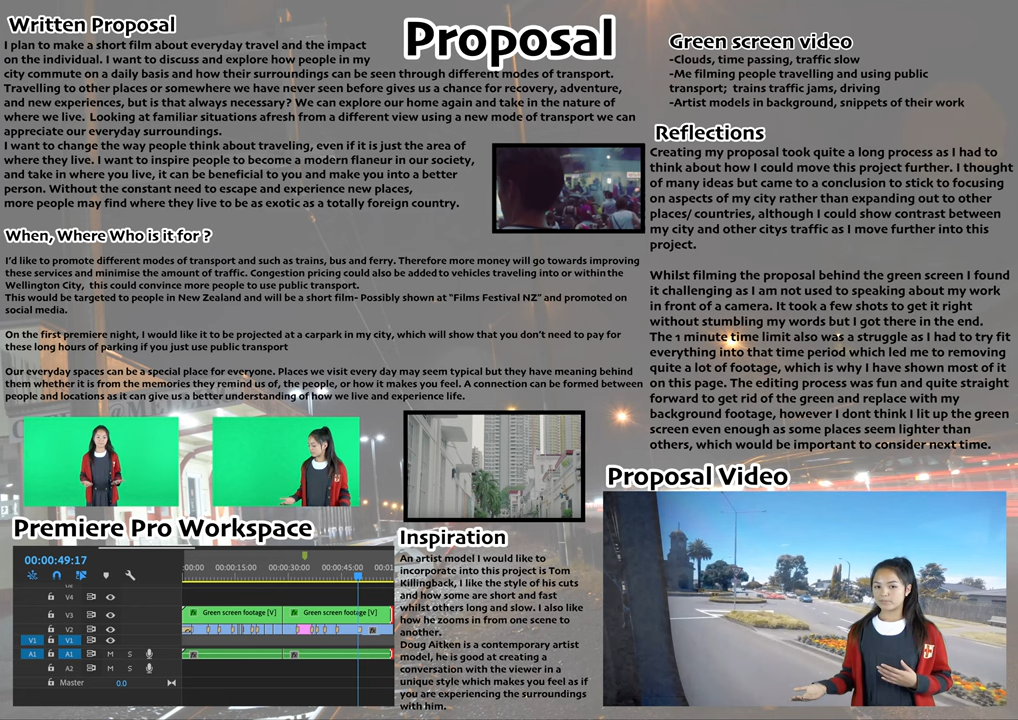 Proposal
Written Proposal
I plan to make a short film about everyday travel and the impact
on the individual. I want to discuss and explore how people in my
city commute on a daily basis and how their surroundings can be seen through different modes of transport.
Travelling to other places or somewhere we have never seen before gives us a chance for recovery, adventure,
and new experiences, but is that always necessary? We can explore our home again and take in the nature of
where we live. Looking at familiar situations afresh from a different view using a new mode of transport we can
appreciate our everyday surroundings.
I want to change the way people think about traveling, even if it is just the area of
where they live. I want to inspire people to become a modern flaneur in our society,
and take in where you live, it can be beneficial to you and make you into a better
person. Without the constant need to escape and experience new places,
more people may find where they live to be as exotic as a totally foreign country.
When, Where Who is it for ?
I'd like to promote different modes of transport and such as trains, bus and ferry. Therefore more money will go towards improving
these services and minimise the amount of traffic. Congestion pricing could also be added to vehicles traveling into or within the
Wellington City, this could convince more people to use public transport.
This would be targeted to people in New Zealand and will be a short film- Possibly shown at "Films Festival NZ" and promoted on
social media.
On the first premiere night, I would like it to be projected at a carpark in my city, which will show that you don't need to pay for
these long hours of parking if you just use public transport
Our everyday spaces can be a special place for everyone. Places we visit every day may seem typical but they have meaning behind
them whether it is from the memories they remind us of, the people, or how it makes you feel. A connection can be formed between
people and locations as it can give us a better understanding of how we live and experience life.
Premiere Pro Workspace
00:00:49:17
:00:00
00:00:15:00
00:00:30:00
00:00:45:00
00:01
V4
V3
Green screen footage [V]
Green screen footage [V]
V2
V1
V1
A1
A1
M
S
A2
M
S
Master
0.0
Inspiration
An artist model I would like to
incorporate into this project is Tom
Killingback, I like the style of his cuts
and how some are short and fast
whilst others long and slow. I also like
how he zooms in from one scene to
another.
Doug Aitken is a contemporary artist
model, he is good at creating a
conversation with the viewer in a
unique style which makes you feel as if
you are experiencing the surroundings
with him.
Green screen video
-Clouds, time passing, traffic slow
-Me filming people travelling and using public
transport; trains traffic jams, driving
-Artist models in background, snippets of their work
Reflections
Creating my proposal took quite a long process as I had to
think about how I could move this project further. I thought
of many ideas but came to a conclusion to stick to focusing
on aspects of my city rather than expanding out to other
places/ countries, although I could show contrast between
my city and other citys traffic as I move further into this
project.
Whilst filming the proposal behind the green screen I found
it challenging as I am not used to speaking about my work
in front of a camera. It took a few shots to get it right
without stumbling my words but I got there in the end.
The 1 minute time limit also was a struggle as I had to try fit
everything into that time period which led me to removing
quite a lot of footage, which is why I have shown most of it
on this page. The editing process was fun and quite straight
forward to get rid of the green and replace with my
background footage, however I dont think I lit up the green
screen even enough as some places seem lighter than
others, which would be important to consider next time.
Proposal Video